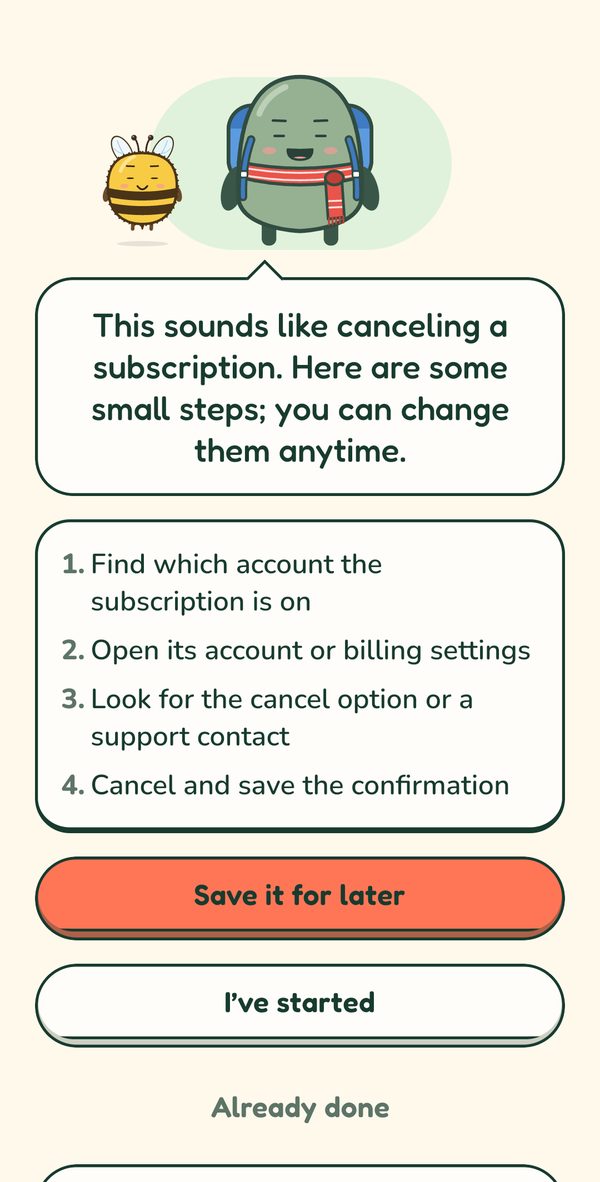 This sounds like canceling a
subscription. Here are some
small steps; you can change
them anytime.
1. Find which account the
subscription is on
2. Open its account or billing settings
3. Look for the cancel option or a
support contact
4. Cancel and save the confirmation
Save it for later
I’ve started
Already done